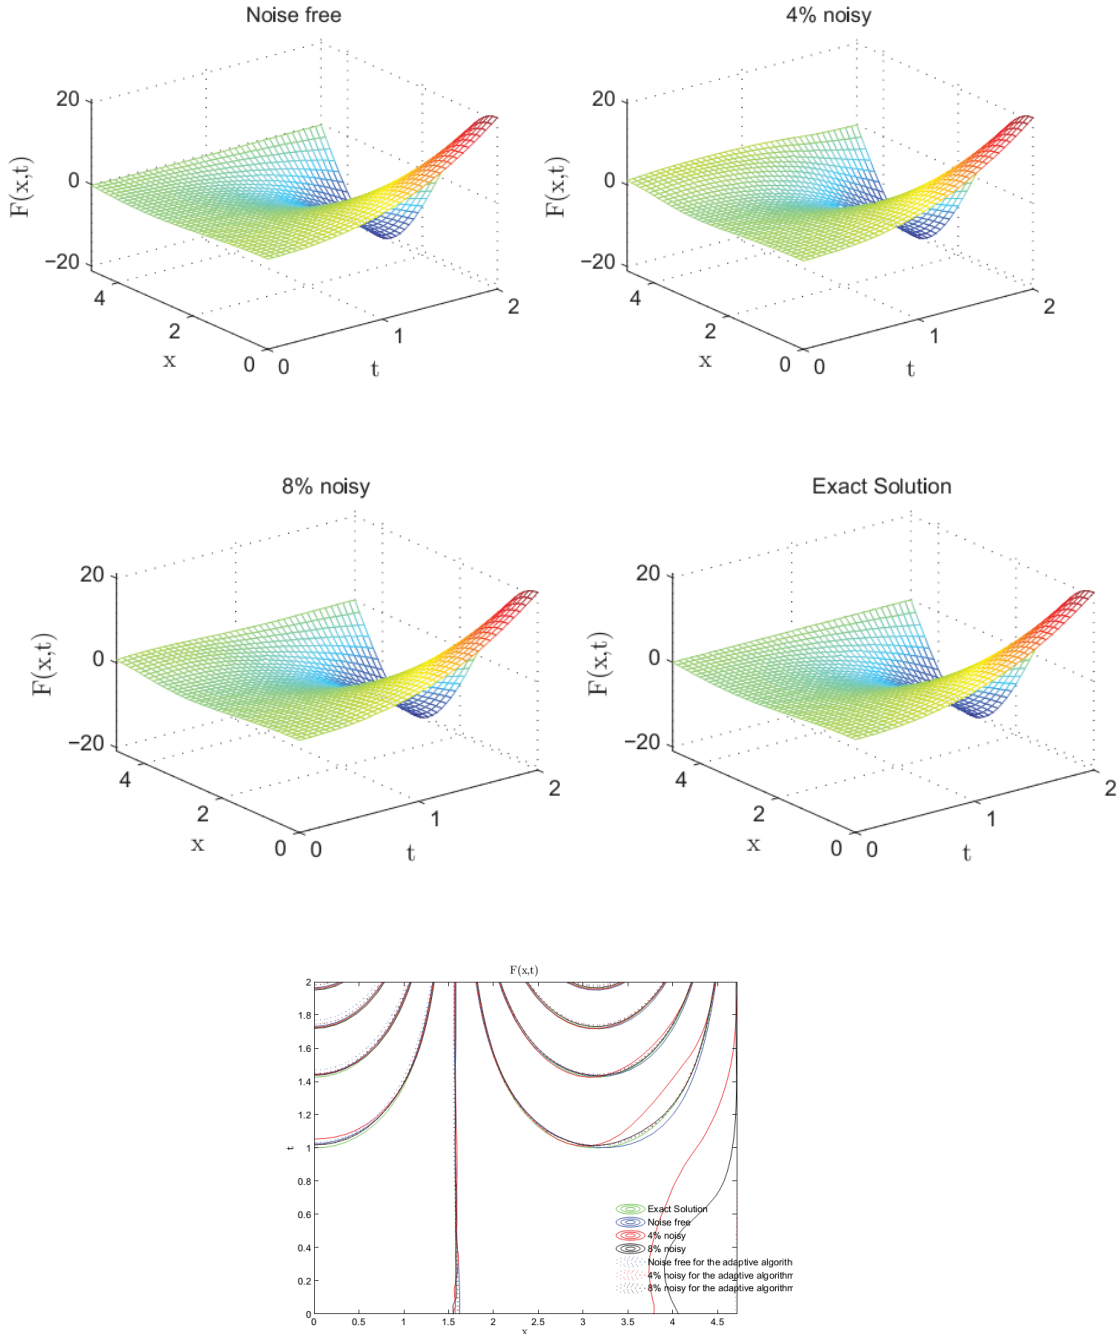 Noise free
4% noisy
20
0
−20
F(x,t)
4
2
0
x
0
1
2
t
20
0
−20
F(x,t)
4
2
0
x
0
1
2
t
8% noisy
Exact Solution
20
0
−20
F(x,t)
4
2
0
x
0
1
2
t
20
0
−20
F(x,t)
4
2
0
x
0
1
2
t
F(x,t)
2
1.8
1.6
1.4
1.2
1
0.8
0.6
0.4
0.2
0
t
Exact Solution
Noise free
4% noisy
8% noisy
Noise free for the adaptive algorith
4% noisy for the adaptive algorithm
8% noisy for the adaptive algorithm
0
0.5
1
1.5
2
2.5
3
3.5
4
4.5
x